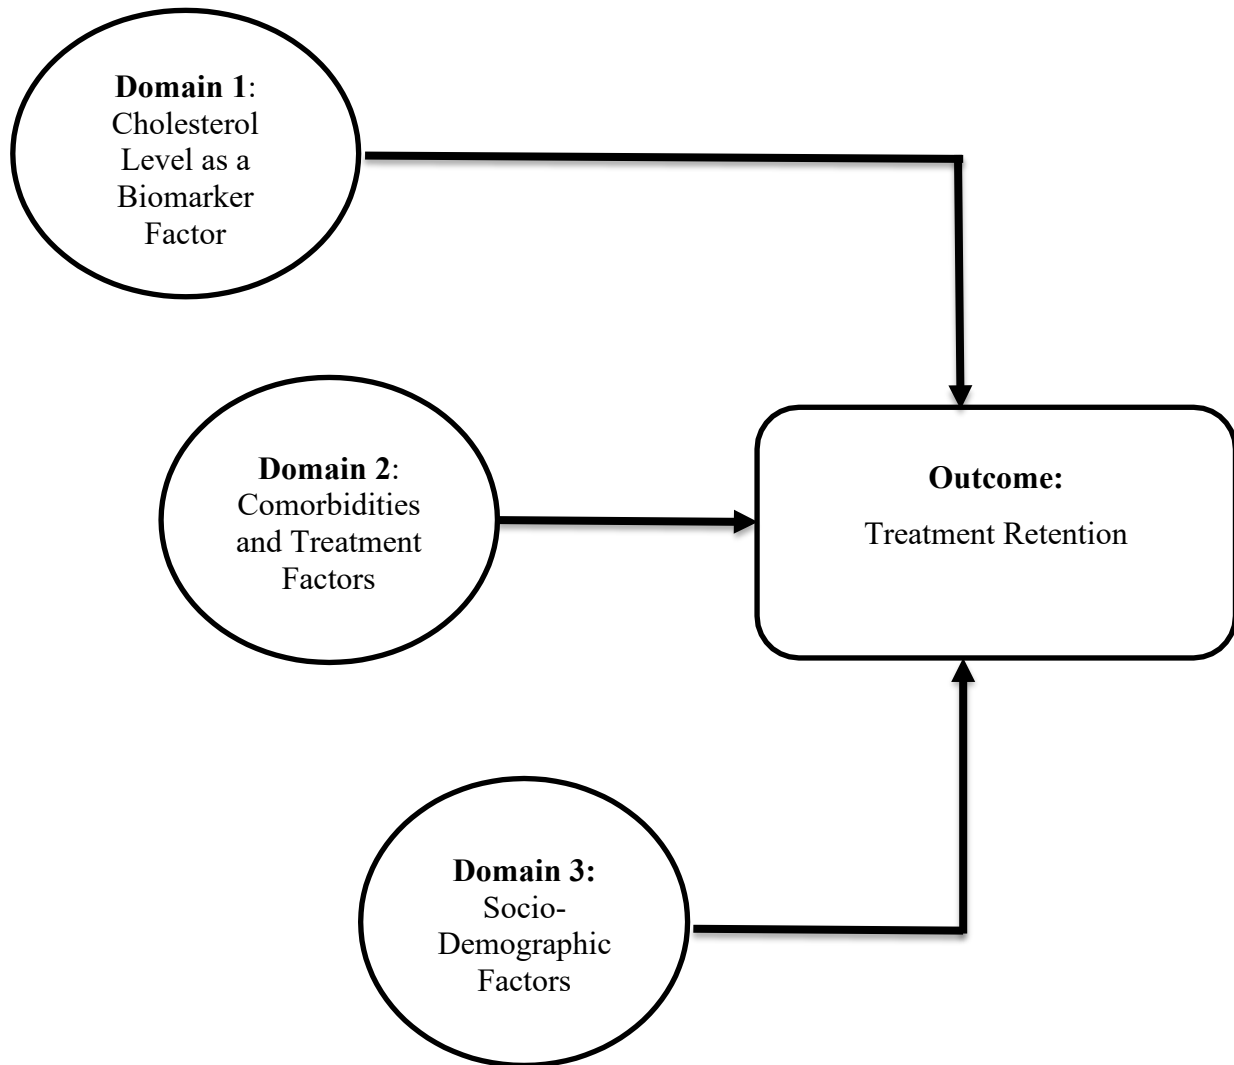 Domain 1:
Cholesterol
Level as a
Biomarker
Factor
Domain 2:
Comorbidities
and Treatment
Factors
Outcome:
Treatment Retention
Domain 3:
Socio-
Demographic
Factors